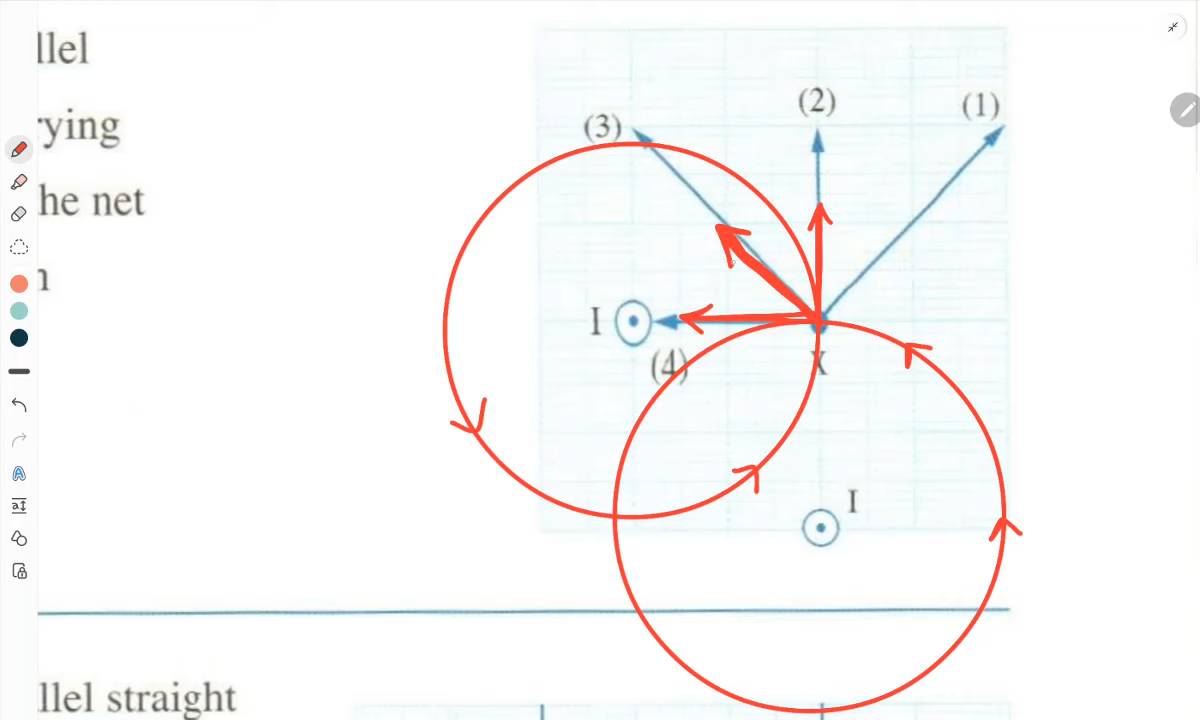 llel
rying
he net
n
(3)
(2)
(1)
I
(4)
X
I
llel straight